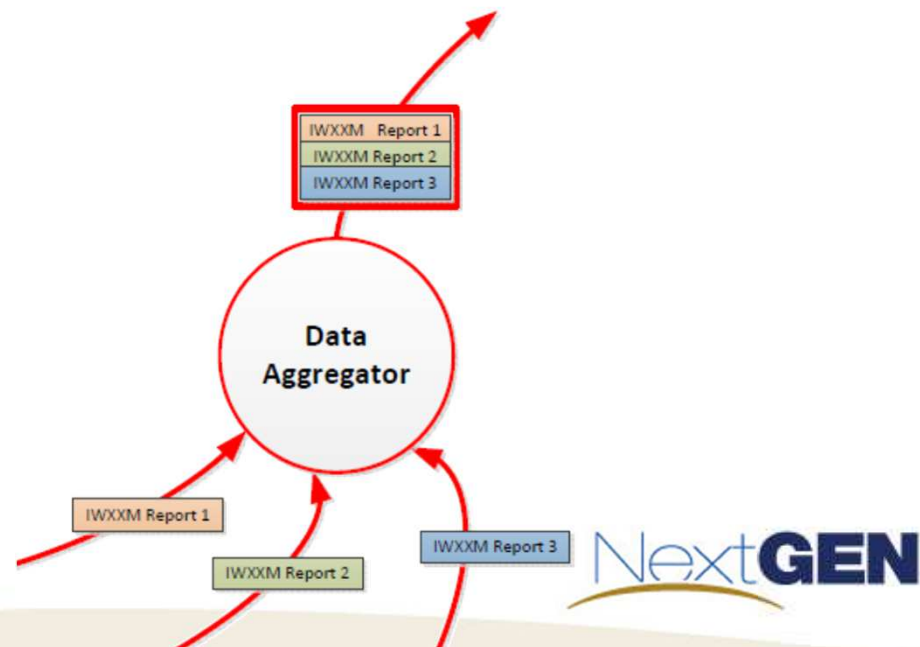 IWXXM Report 1
IWXXM Report 2
IWXXM Report 3
Data
Aggregator
IWXXM Report 1
IWXXM Report 2
IWXXM Report 3
NextGEN